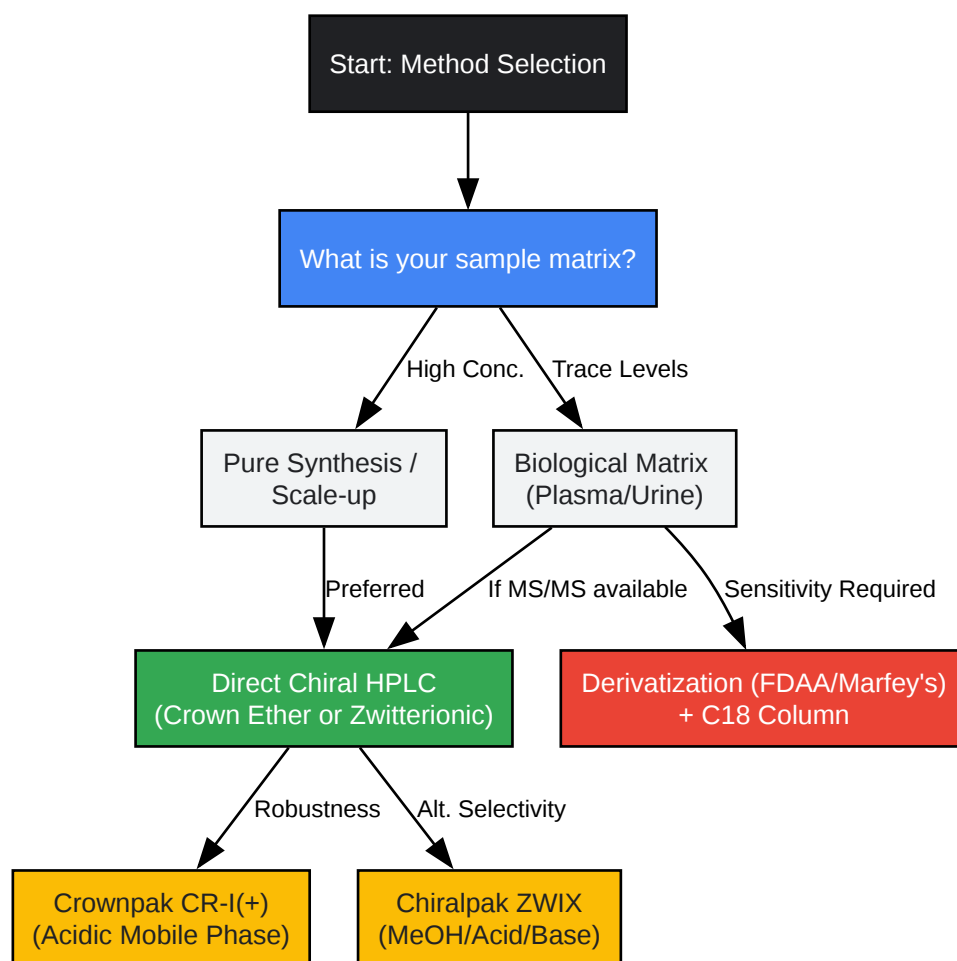 Start: Method Selection
What is your sample matrix?
High Conc.
Trace Levels
Pure Synthesis /
Scale-up
Biological Matrix
(Plasma/Urine)
Preferred
If MS/MS available
Sensitivity Required
Direct Chiral HPLC
(Crown Ether or Zwitterionic)
Derivatization (FDAA/Marfey's)
+ C18 Column
Robustness
Alt. Selectivity
Crownpak CR-I(+)
(Acidic Mobile Phase)
Chiralpak ZWIX
(MeOH/Acid/Base)